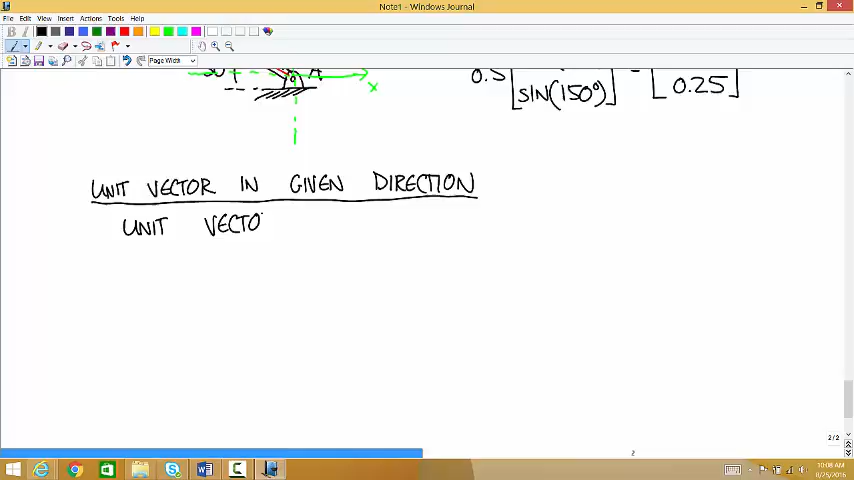 Note1 - Windows Journal
File Edit View Insert Actions Tools Help
Page Width
A
x
0.5 [SIN(150°)] = [0.25]
UNIT VECTOR IN GIVEN DIRECTION
UNIT VECTO
2/2
2
10:08 AM
8/25/2016